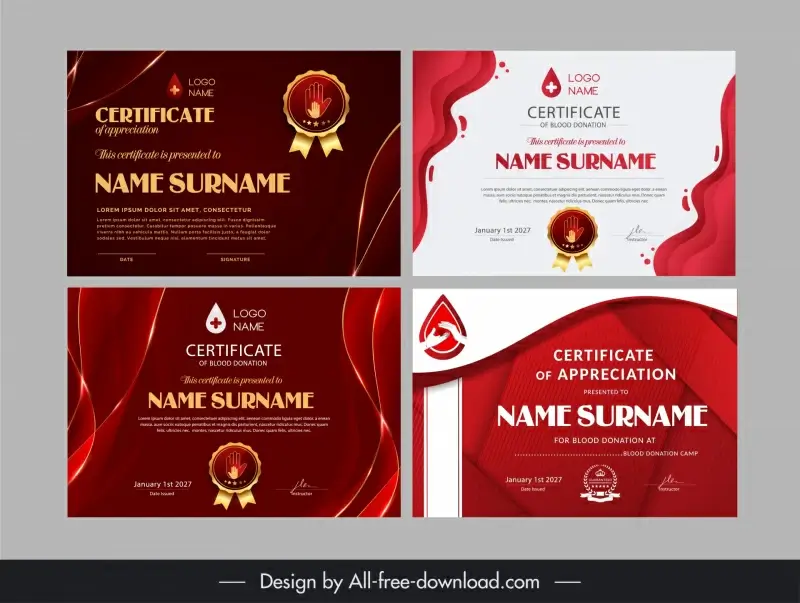 LOGO
NAME
CERTIFICATE
of appreciation
This certificate is presented to
NAME SURNAME
LOREM IPSUM DOLOR SIT AMET, CONSECTETUR
DATE
SIGNATURE
LOGO
NAME
CERTIFICATE
OF BLOOD DONATION
This certificate is presented to
NAME SURNAME
January 1st 2027
Date Issued
Instructor
LOGO
NAME
CERTIFICATE
OF BLOOD DONATION
This certificate is presented to
NAME SURNAME
January 1st 2027
Date Issued
Instructor
CERTIFICATE
OF APPRECIATION
PRESENTED TO
NAME SURNAME
FOR BLOOD DONATION AT
BLOOD DONATION CAMP
January 1st 2027
Date Issued
Instructor
Design by All-free-download.com